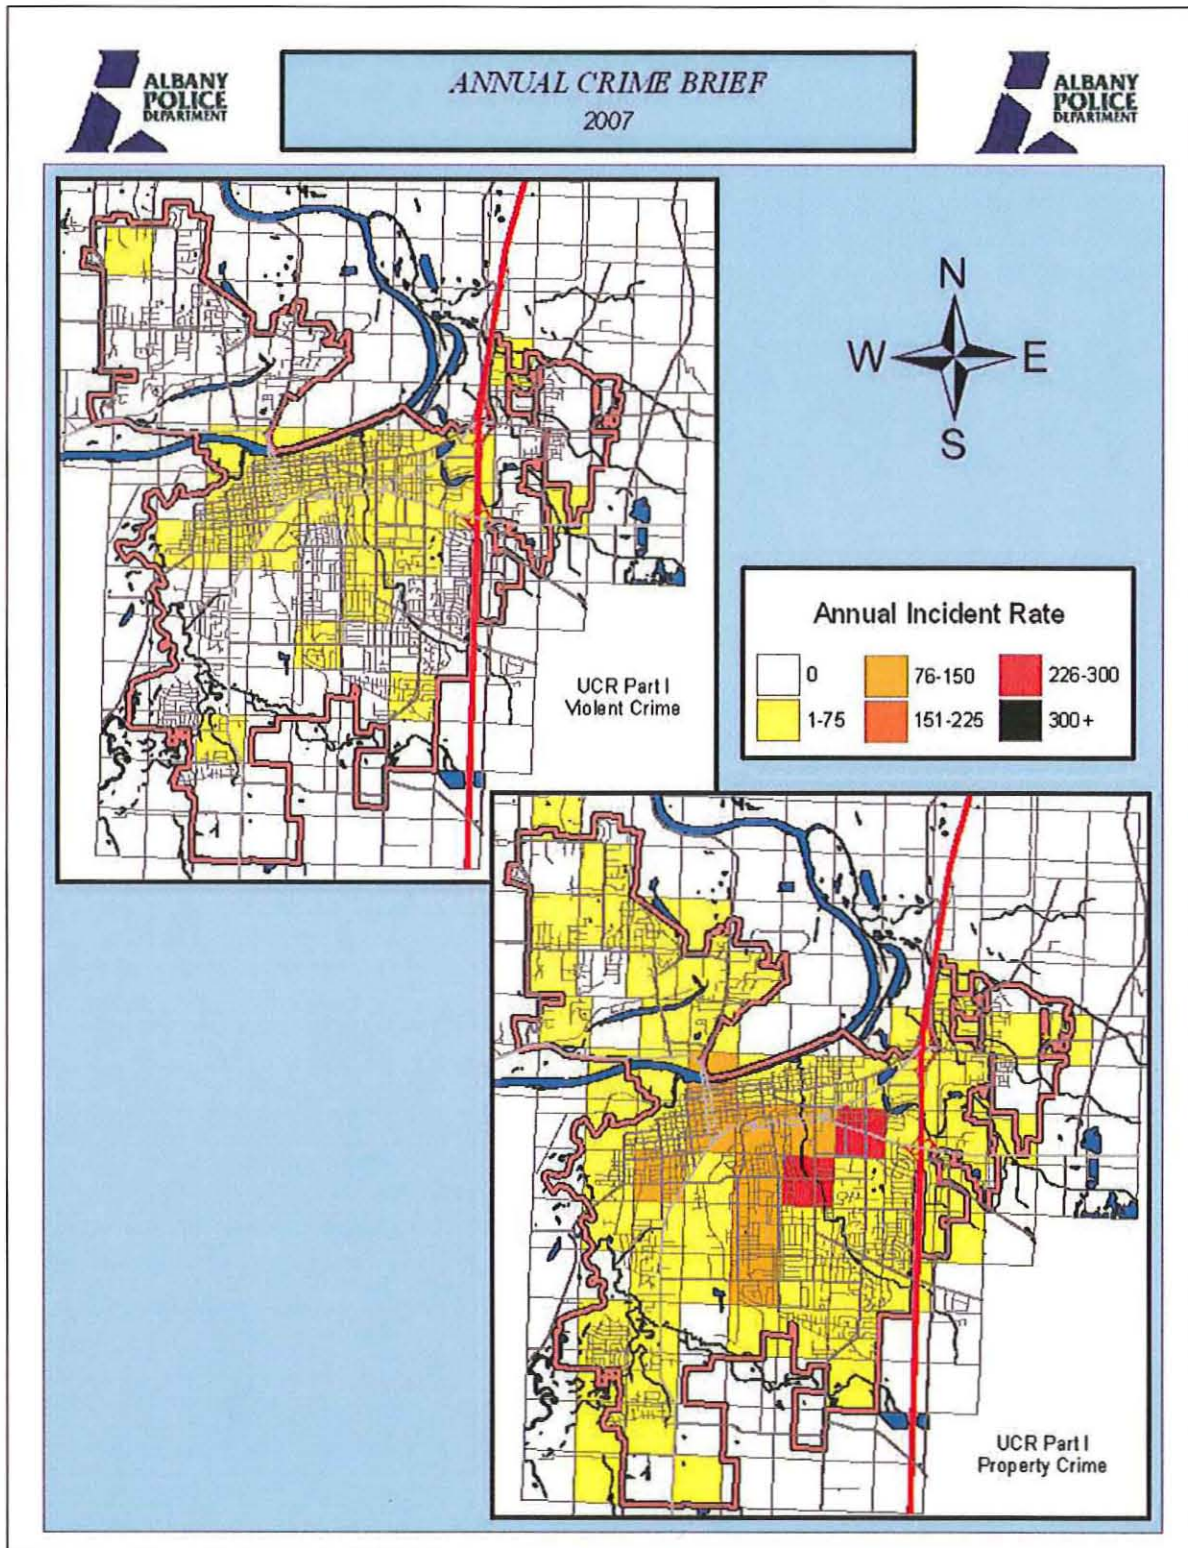 ALBANY
POLICE
DEPARTMENT
ANNUAL CRIME BRIEF
2007
ALBANY
POLICE
DEPARTMENT
N
W
E
S
UCR Part I
Violent Crime
Annual Incident Rate
0
76-150
226-300
1-75
151-225
300+
UCR Part I
Property Crime